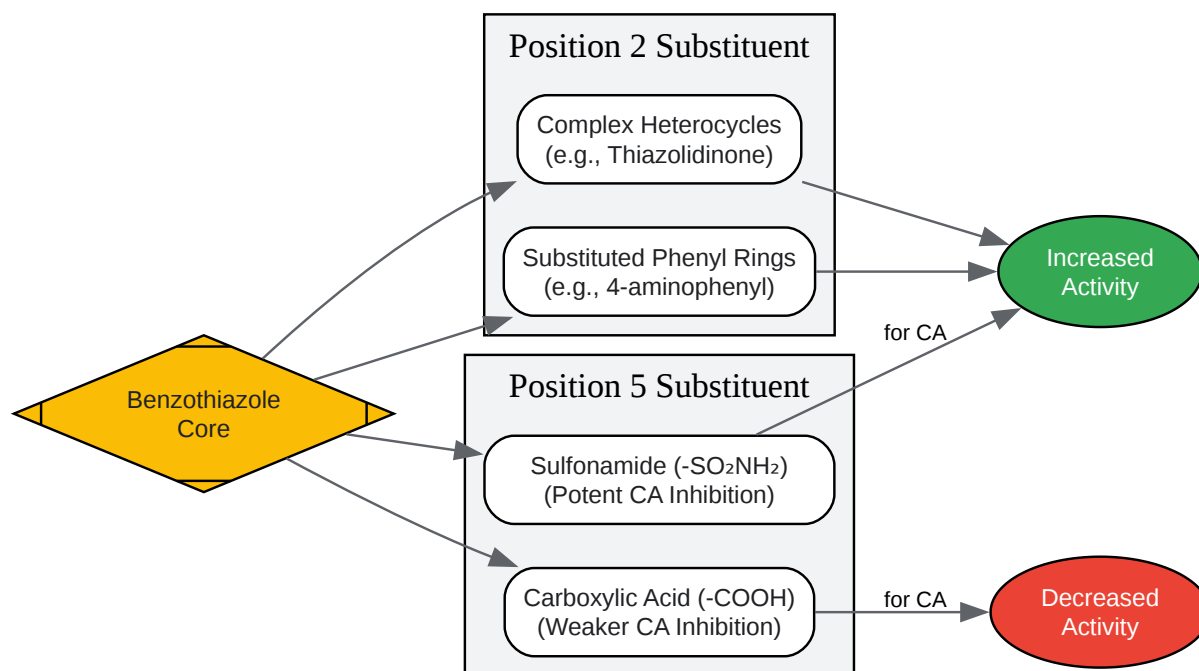 Position 2 Substituent
Complex Heterocycles
(e.g., Thiazolidinone)
Substituted Phenyl Rings
(e.g., 4-aminophenyl)
Increased
Activity
for CA
Benzothiazole
Core
Position 5 Substituent
Sulfonamide (-SO₂NH₂)
(Potent CA Inhibition)
Carboxylic Acid (-COOH)
(Weaker CA Inhibition)
for CA
Decreased
Activity